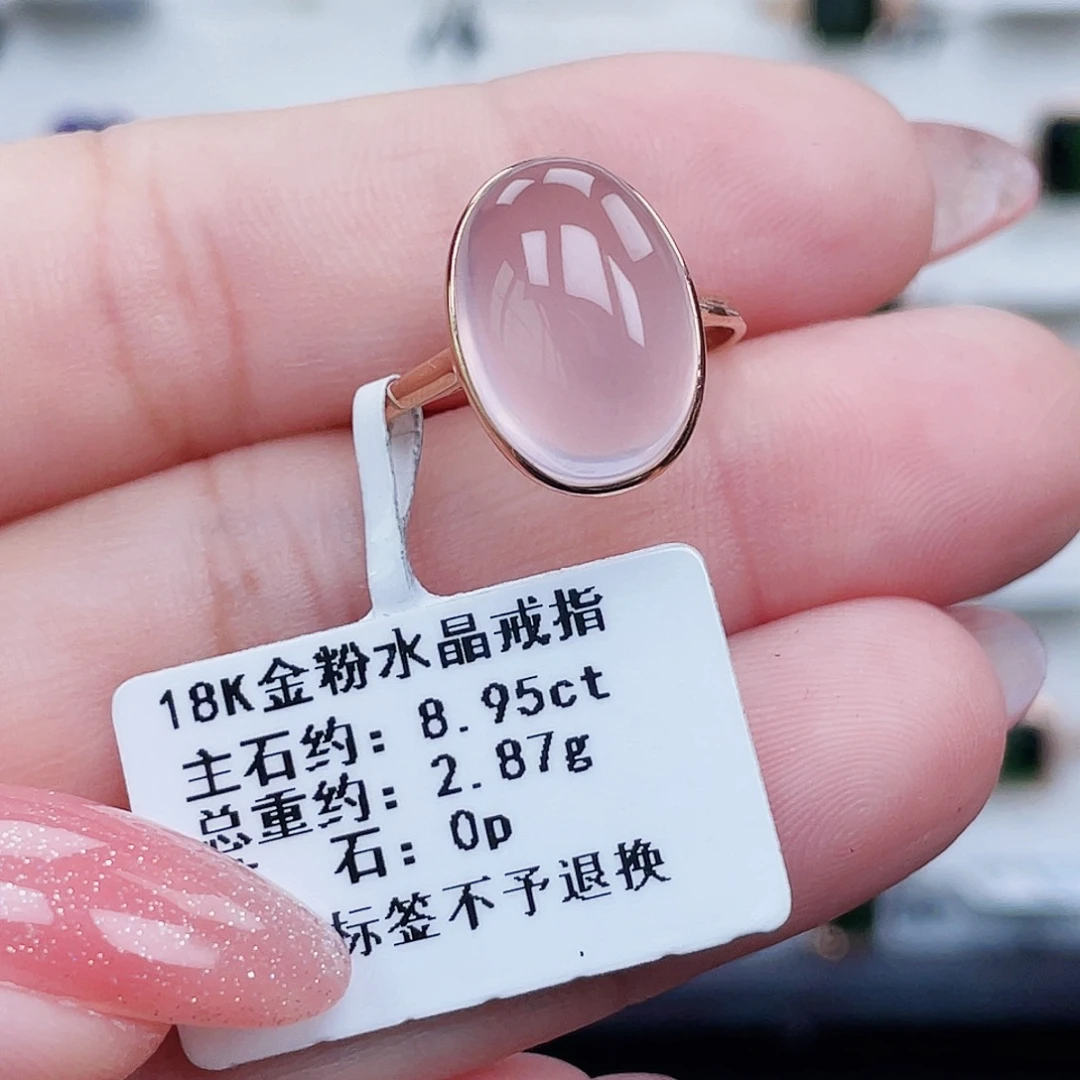 18K金粉水晶戒指
主石约：8.95ct
总重约：2.87g
石：0p
标签不予退换